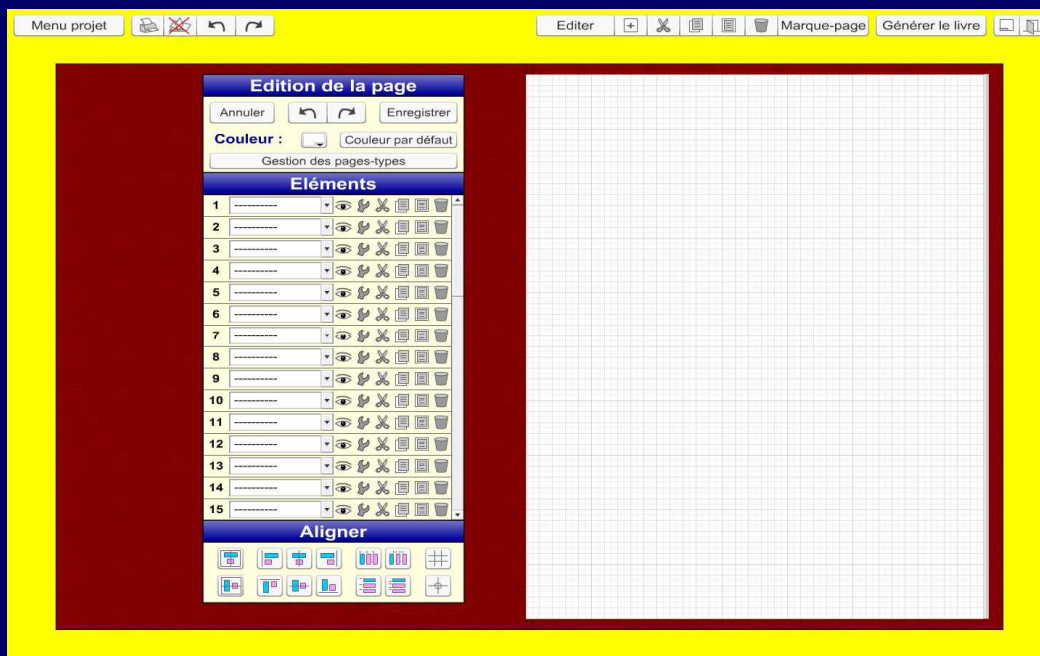 Menu projet Editer Marque-page Générer le livre
Edition de la page
Annuler Enregistrer
Couleur : Couleur par défaut
Gestion des pages-types
Eléments
1 ----------
2 ----------
3 ----------
4 ----------
5 ----------
6 ----------
7 ----------
8 ----------
9 ----------
10 ----------
11 ----------
12 ----------
13 ----------
14 ----------
15 ----------
Aligner